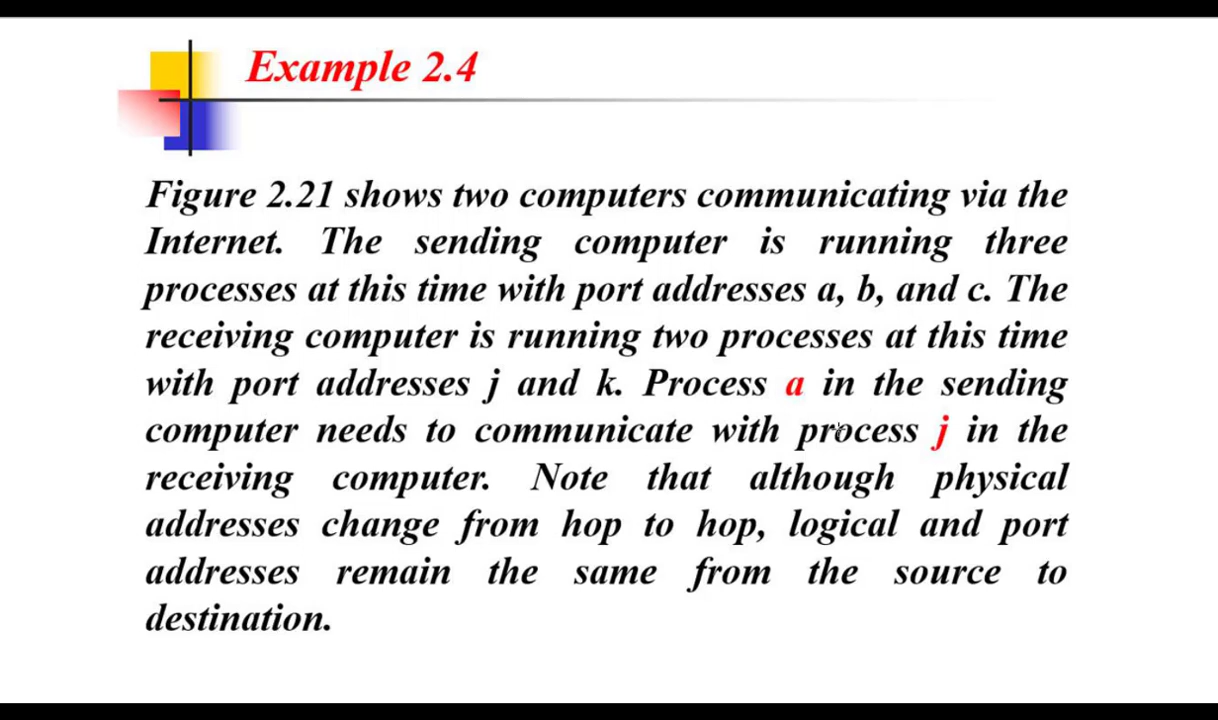 Example 2.4
Figure 2.21 shows two computers communicating via the
Internet. The sending computer is running three
processes at this time with port addresses a, b, and c. The
receiving computer is running two processes at this time
with port addresses j and k. Process a in the sending
computer needs to communicate with process j in the
receiving computer. Note that although physical
addresses change from hop to hop, logical and port
addresses remain the same from the source to
destination.